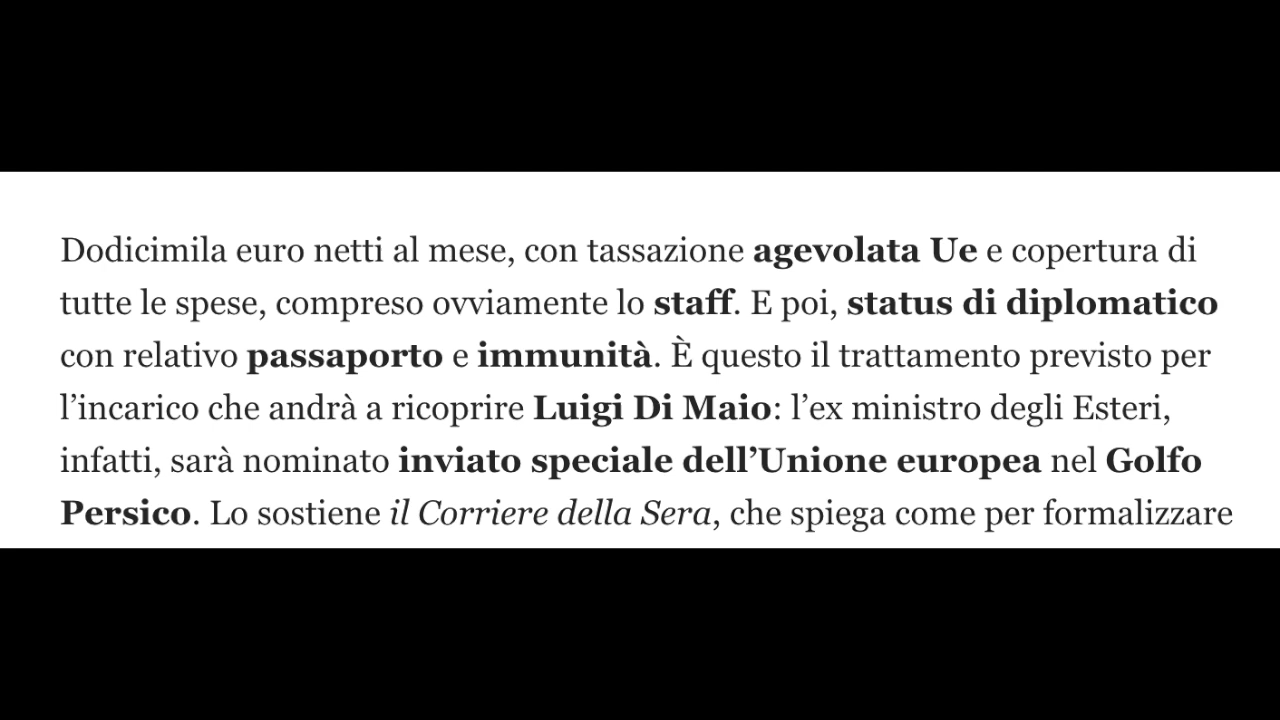 Dodicimila euro netti al mese, con tassazione agevolata Ue e copertura di
tutte le spese, compreso ovviamente lo staff. E poi, status di diplomatico
con relativo passaporto e immunità. È questo il trattamento previsto per
l’incarico che andrà a ricoprire Luigi Di Maio: l’ex ministro degli Esteri,
infatti, sarà nominato inviato speciale dell’Unione europea nel Golfo
Persico. Lo sostiene il Corriere della Sera, che spiega come per formalizzare